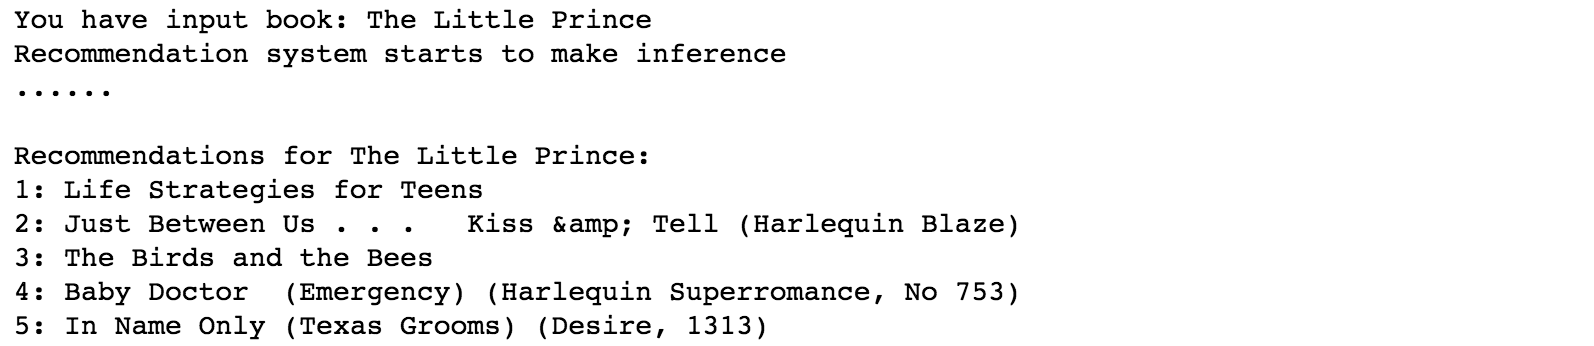 You have input book: The Little Prince
Recommendation system starts to make inference
......
Recommendations for The Little Prince:
1: Life Strategies for Teens
2: Just Between Us . . .   Kiss &amp; Tell (Harlequin Blaze)
3: The Birds and the Bees
4: Baby Doctor  (Emergency) (Harlequin Superromance, No 753)
5: In Name Only (Texas Grooms) (Desire, 1313)